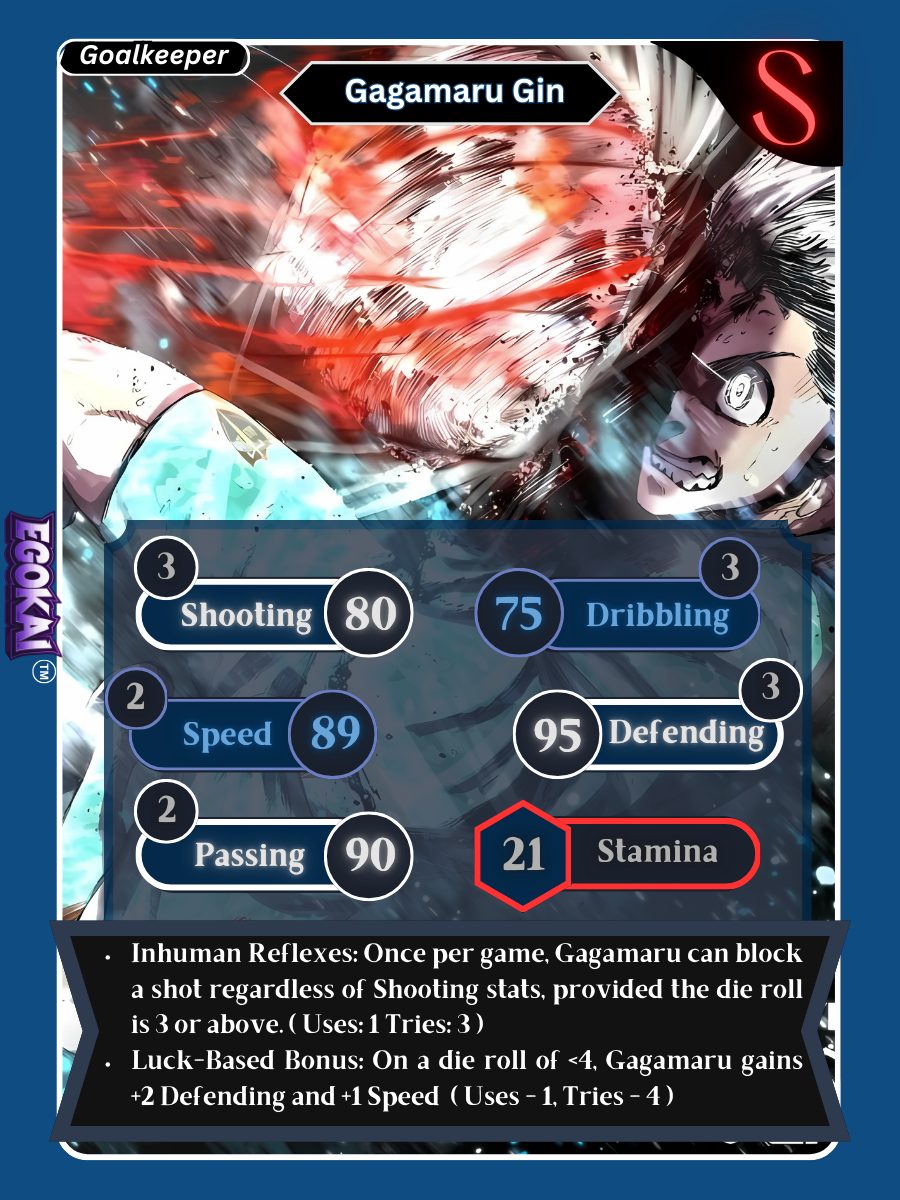 Goalkeeper
Gagamaru Gin
S
EGOKAI
TM
3
Shooting 80
3
75 Dribbling
2
Speed 89
3
95 Defending
2
Passing 90
21 Stamina
• Inhuman Reflexes: Once per game, Gagamaru can block
a shot regardless of Shooting stats, provided the die roll
is 3 or above. ( Uses: 1 Tries: 3 )
• Luck-Based Bonus: On a die roll of <4, Gagamaru gains
+2 Defending and +1 Speed ( Uses - 1, Tries - 4 )